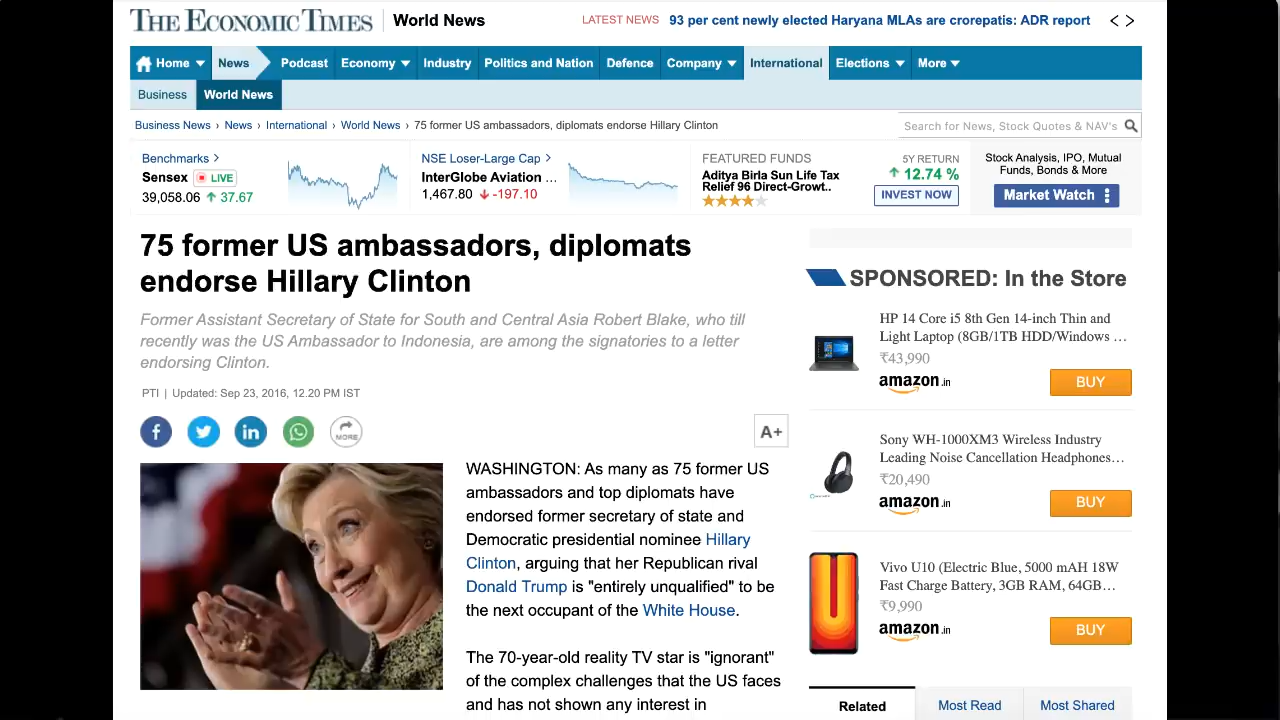 THE ECONOMIC TIMES
World News
LATEST NEWS 93 per cent newly elected Haryana MLAs are crorepatis: ADR report
Home News Podcast Economy Industry Politics and Nation Defence Company International Elections More
Business World News
Business News › News › International › World News › 75 former US ambassadors, diplomats endorse Hillary Clinton
Search for News, Stock Quotes & NAV's
Benchmarks >
Sensex LIVE
39,058.06 ↑ 37.67
NSE Loser-Large Cap >
InterGlobe Aviation ...
1,467.80 ↓ -197.10
FEATURED FUNDS
Aditya Birla Sun Life Tax
Relief 96 Direct-Growt..
★★★★★
5Y RETURN
↑ 12.74 %
INVEST NOW
Stock Analysis, IPO, Mutual
Funds, Bonds & More
Market Watch
75 former US ambassadors, diplomats
endorse Hillary Clinton
Former Assistant Secretary of State for South and Central Asia Robert Blake, who till
recently was the US Ambassador to Indonesia, are among the signatories to a letter
endorsing Clinton.
PTI | Updated: Sep 23, 2016, 12.20 PM IST
MORE
A+
WASHINGTON: As many as 75 former US
ambassadors and top diplomats have
endorsed former secretary of state and
Democratic presidential nominee Hillary
Clinton, arguing that her Republican rival
Donald Trump is "entirely unqualified" to be
the next occupant of the White House.
The 70-year-old reality TV star is "ignorant"
of the complex challenges that the US faces
and has not shown any interest in
SPONSORED: In the Store
HP 14 Core i5 8th Gen 14-inch Thin and
Light Laptop (8GB/1TB HDD/Windows ...
₹43,990
amazon.in
BUY
Sony WH-1000XM3 Wireless Industry
Leading Noise Cancellation Headphones...
₹20,490
amazon.in
BUY
Vivo U10 (Electric Blue, 5000 mAH 18W
Fast Charge Battery, 3GB RAM, 64GB...
₹9,990
amazon.in
BUY
Related Most Read Most Shared